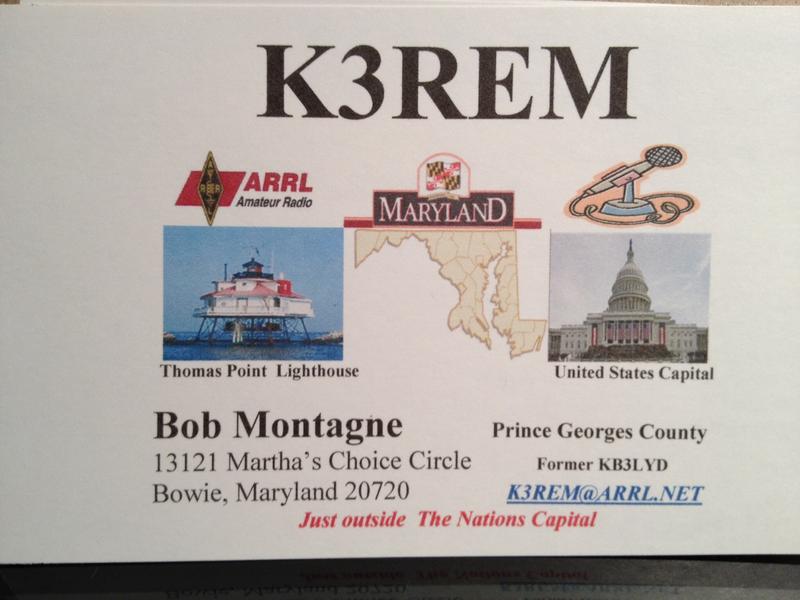 K3REM
ARRL
Amateur Radio
MARYLAND
Thomas Point Lighthouse
United States Capital
Bob Montagne
13121 Martha's Choice Circle
Bowie, Maryland 20720
Prince Georges County
Former KB3LYD
K3REM@ARRL.NET
Just outside The Nations Capital